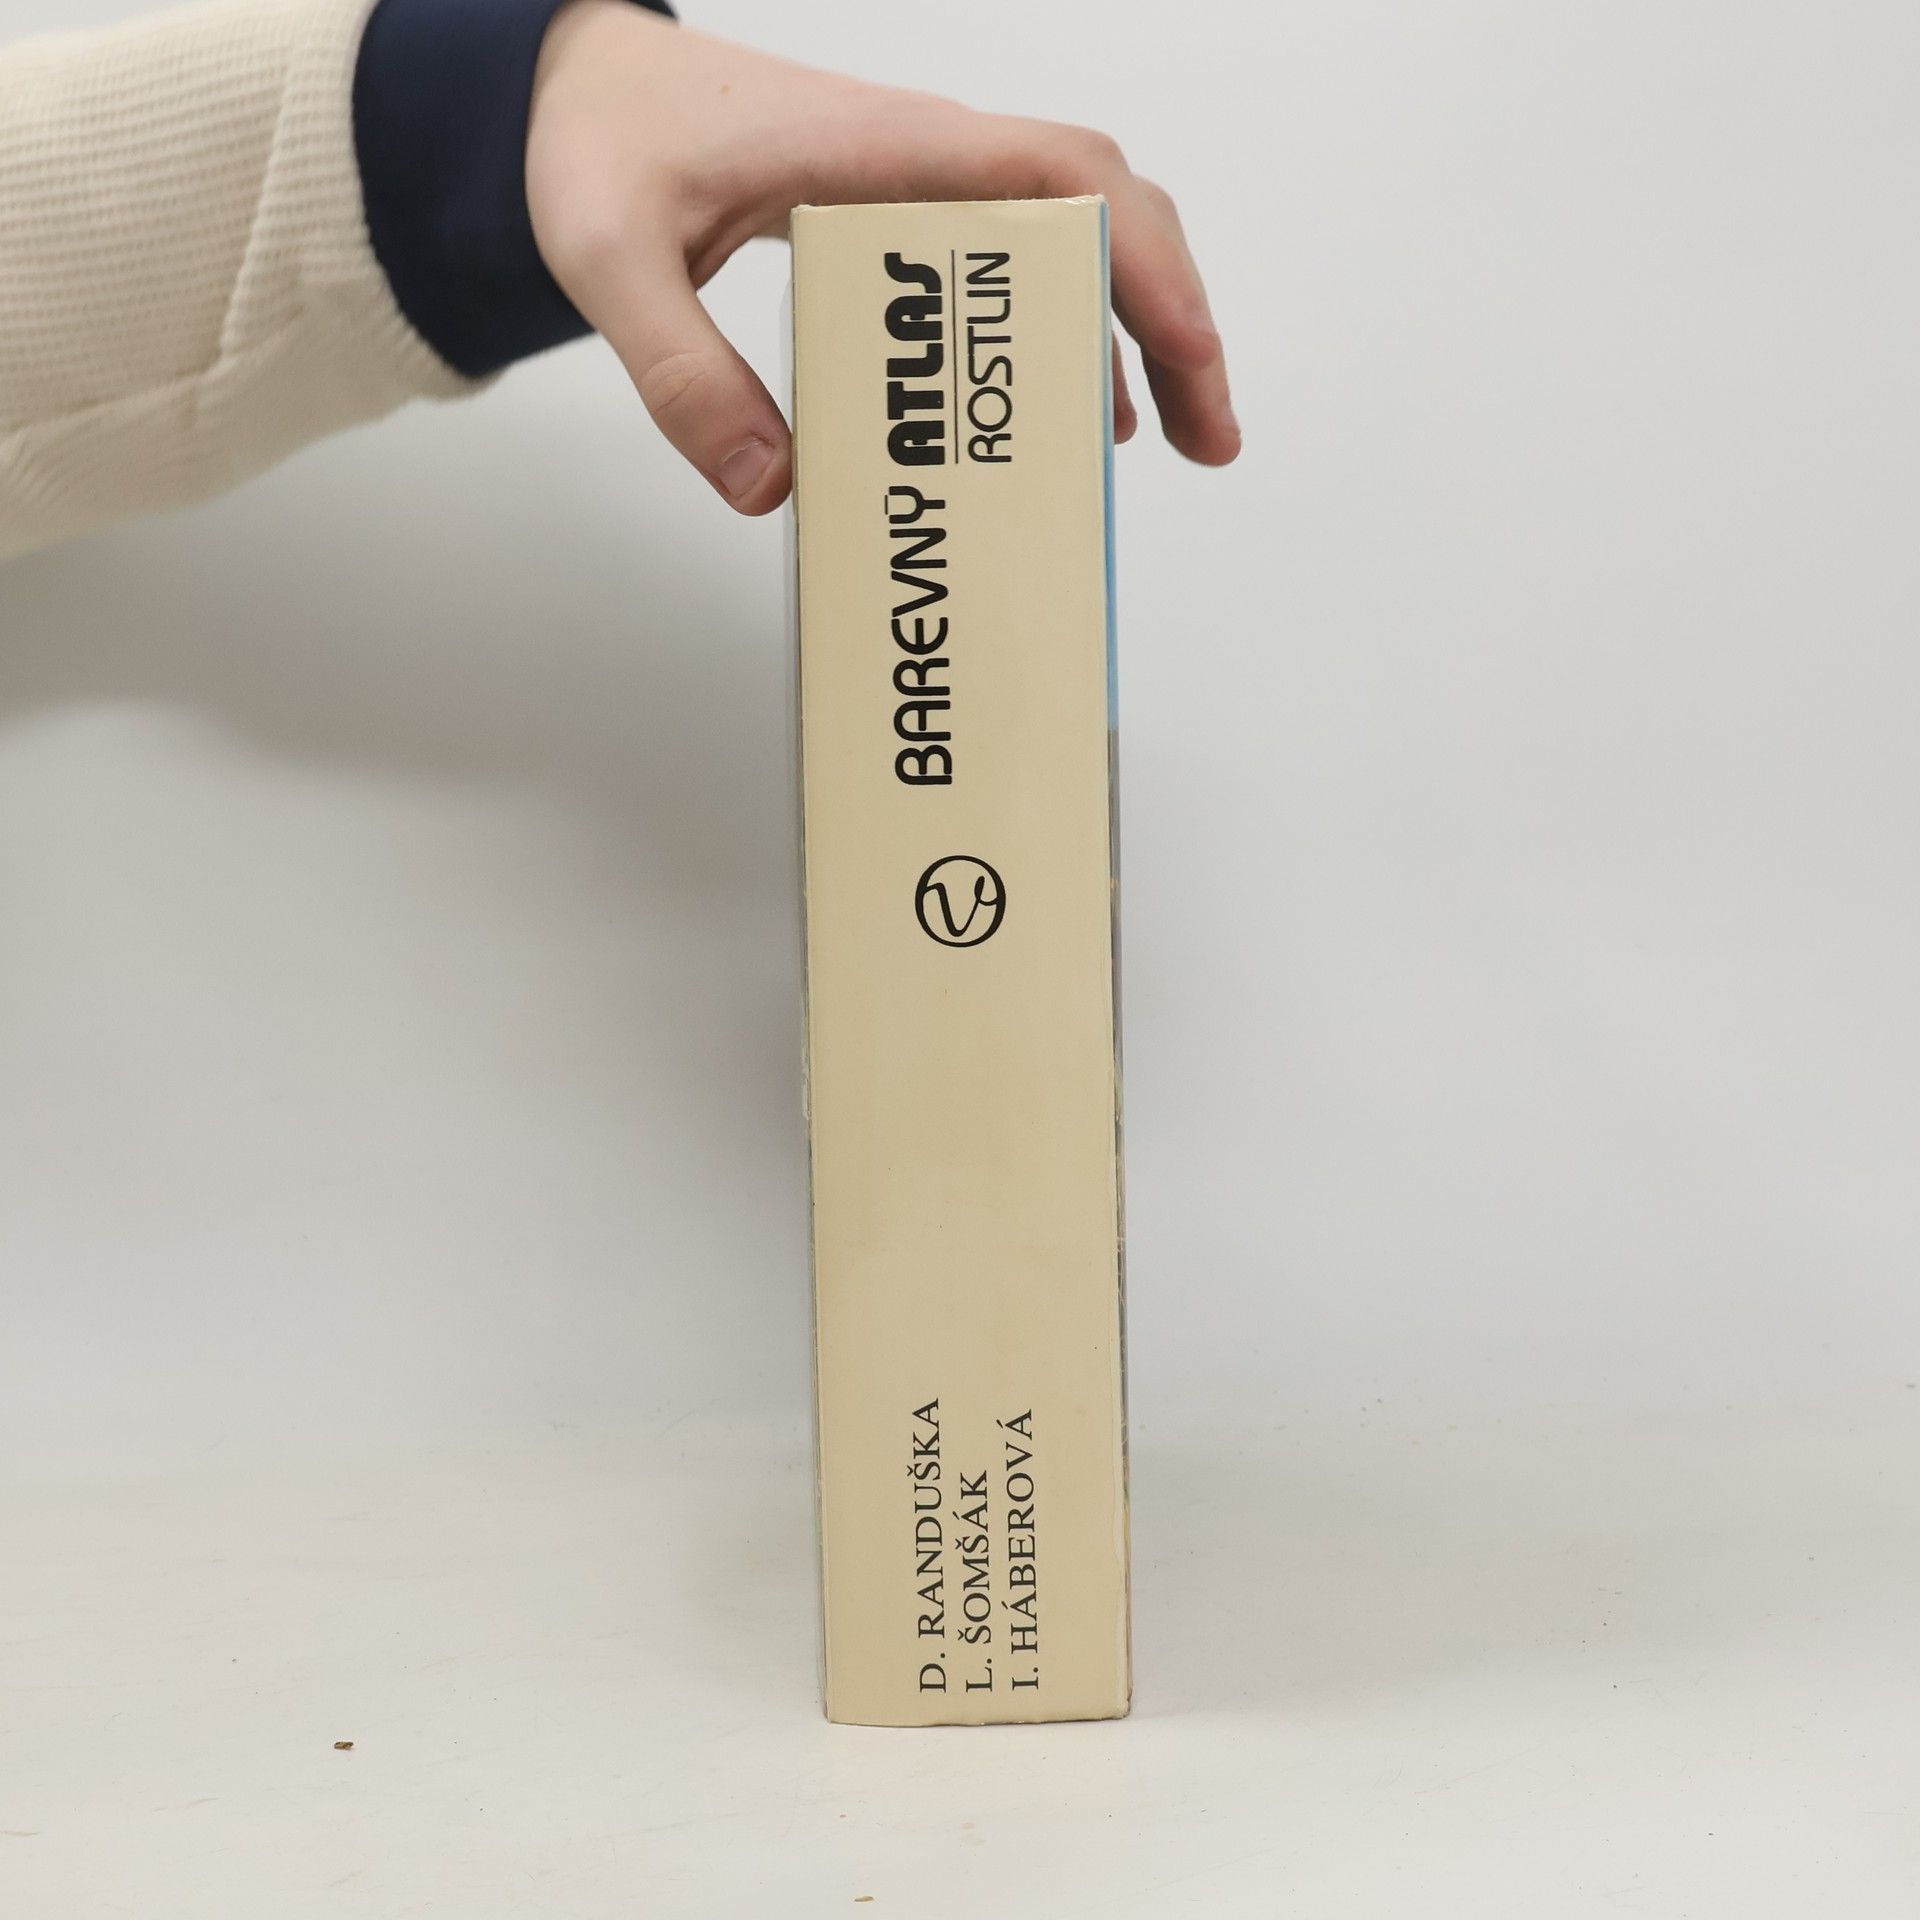 BAREVNÝ ATLAS
ROSTLIN
D. RANDUŠKA
L. ŠOMŠÁK
I. HÁBEROVÁ